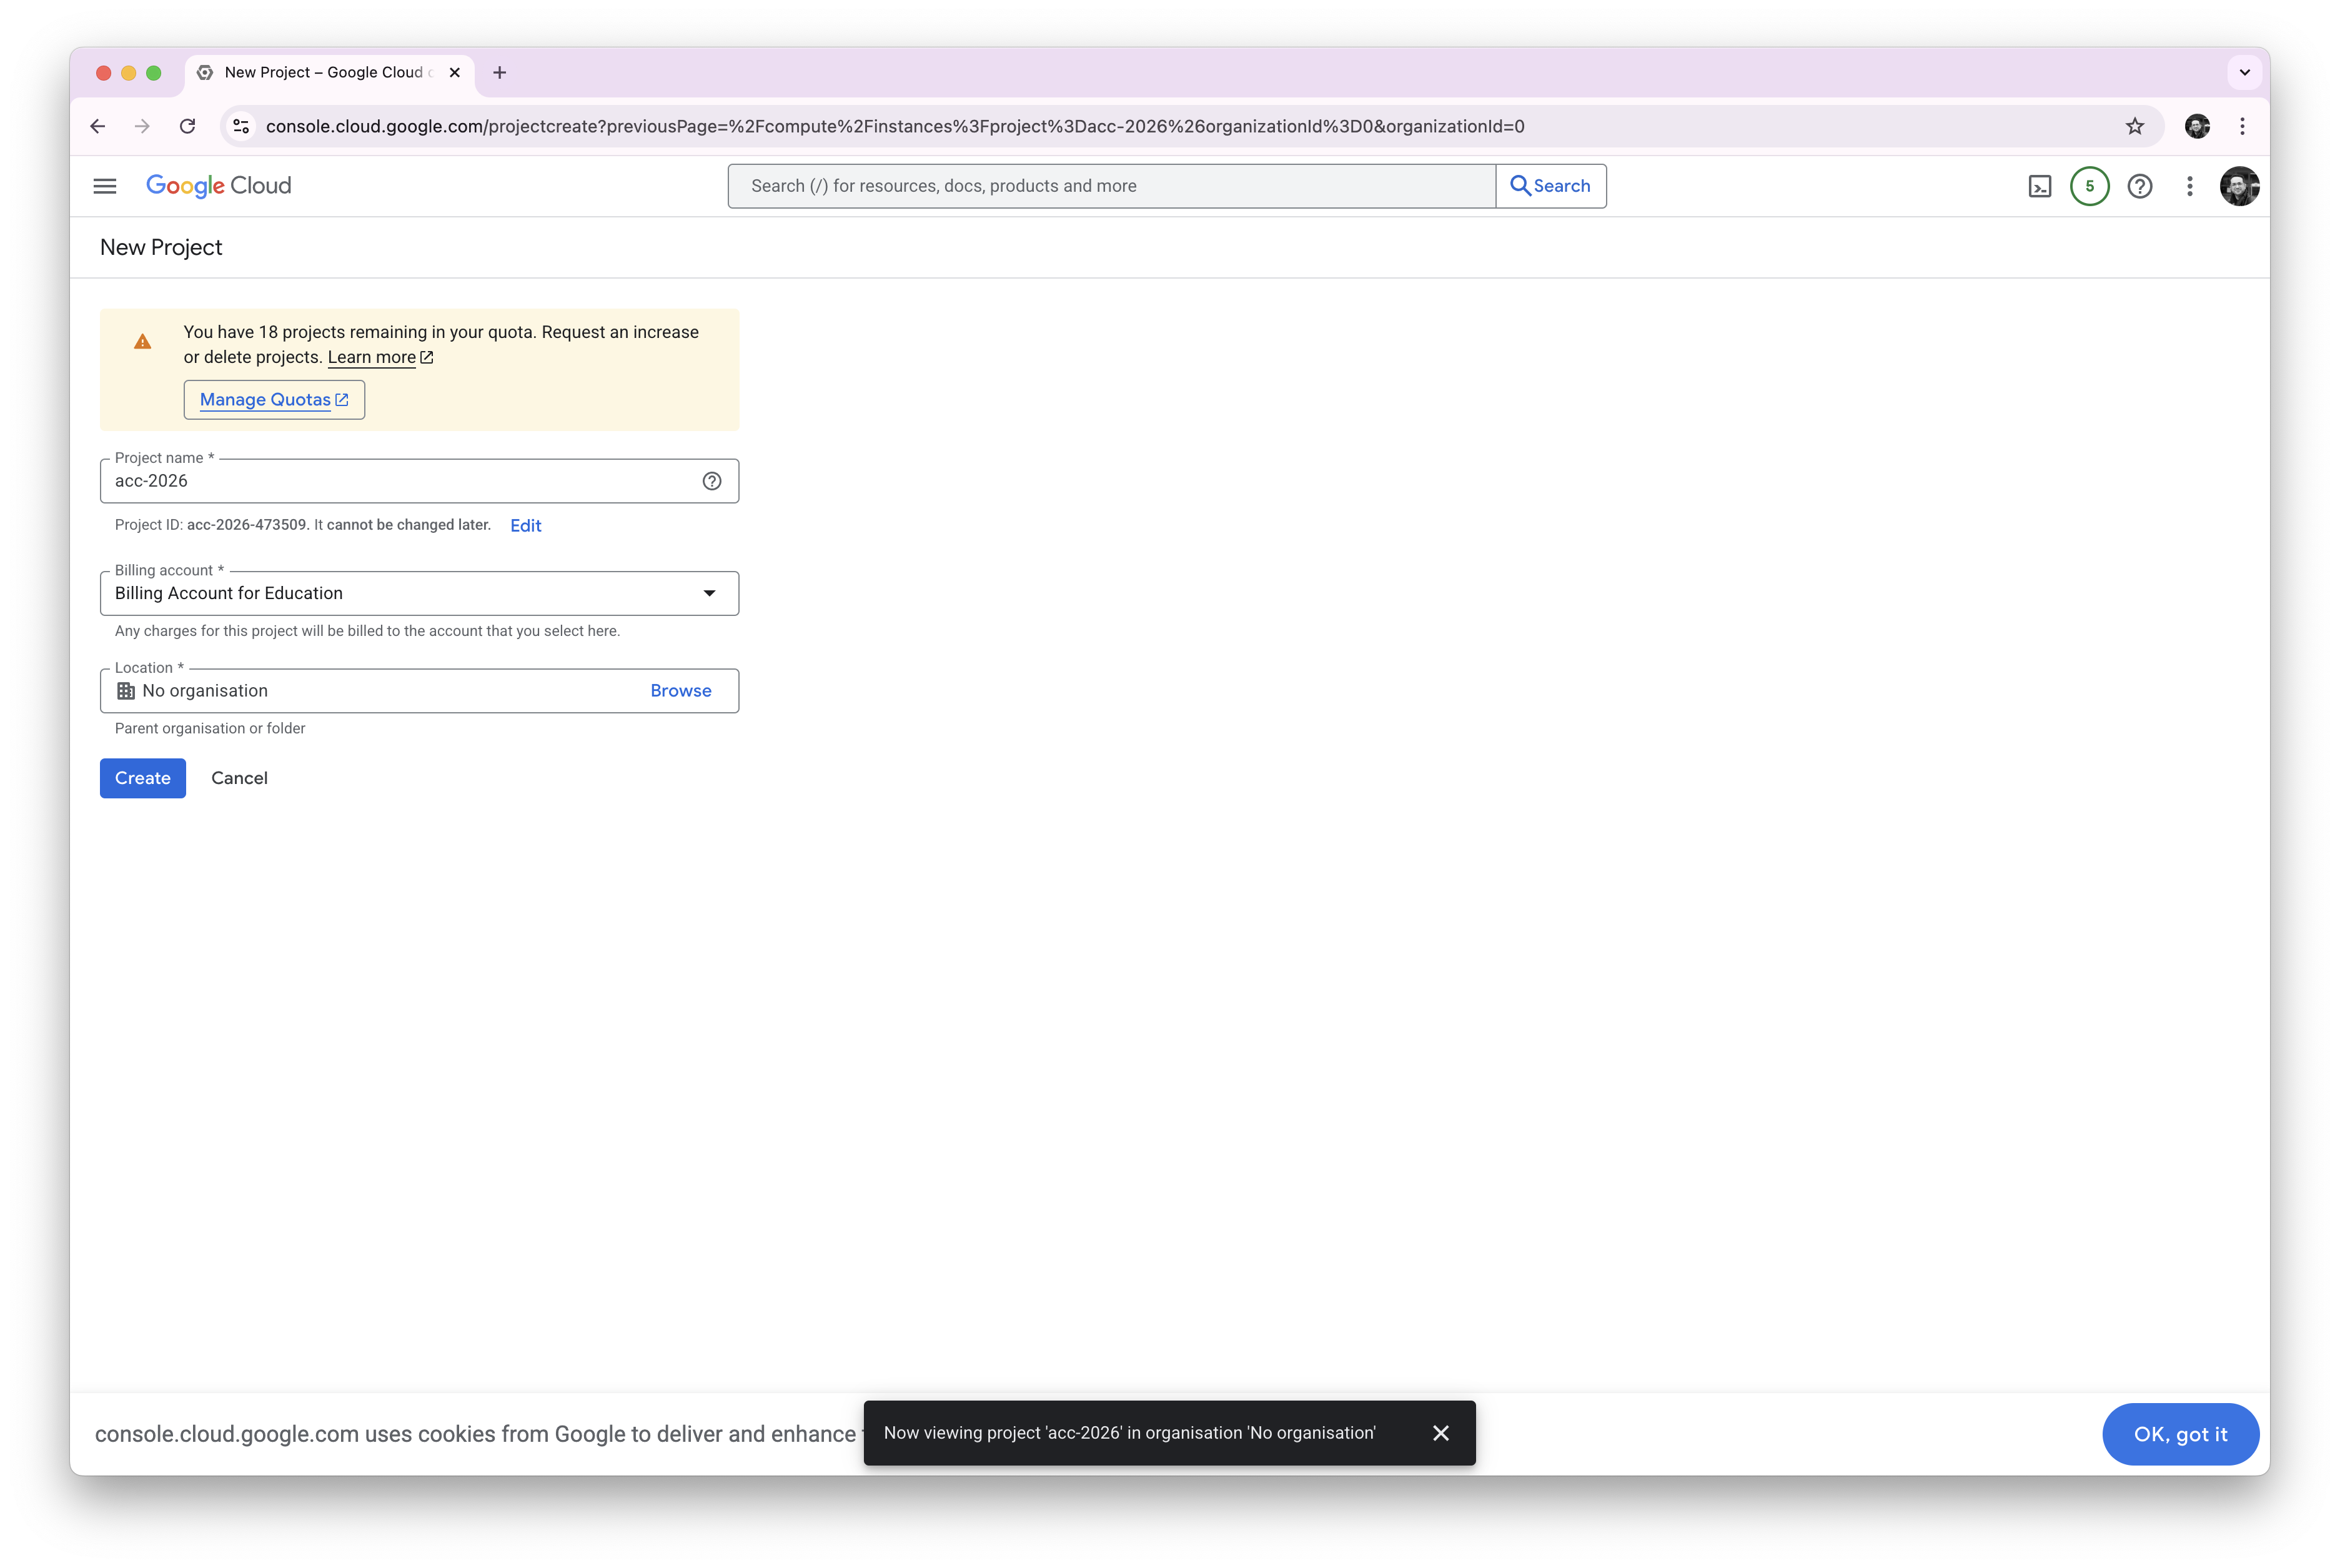 New Project – Google Cloud
console.cloud.google.com/projectcreate?previousPage=%2Fcompute%2Finstances%3Fproject%3Dacc-2026%26organizationId%3D0&organizationId=0
Google Cloud
Search (/) for resources, docs, products and more
Search
5
New Project
You have 18 projects remaining in your quota. Request an increase
or delete projects. Learn more
Manage Quotas
Project name *
acc-2026
Project ID: acc-2026-473509. It cannot be changed later. Edit
Billing account *
Billing Account for Education
Any charges for this project will be billed to the account that you select here.
Location *
No organisation
Browse
Parent organisation or folder
Create
Cancel
console.cloud.google.com uses cookies from Google to deliver and enhance
Now viewing project 'acc-2026' in organisation 'No organisation'
OK, got it